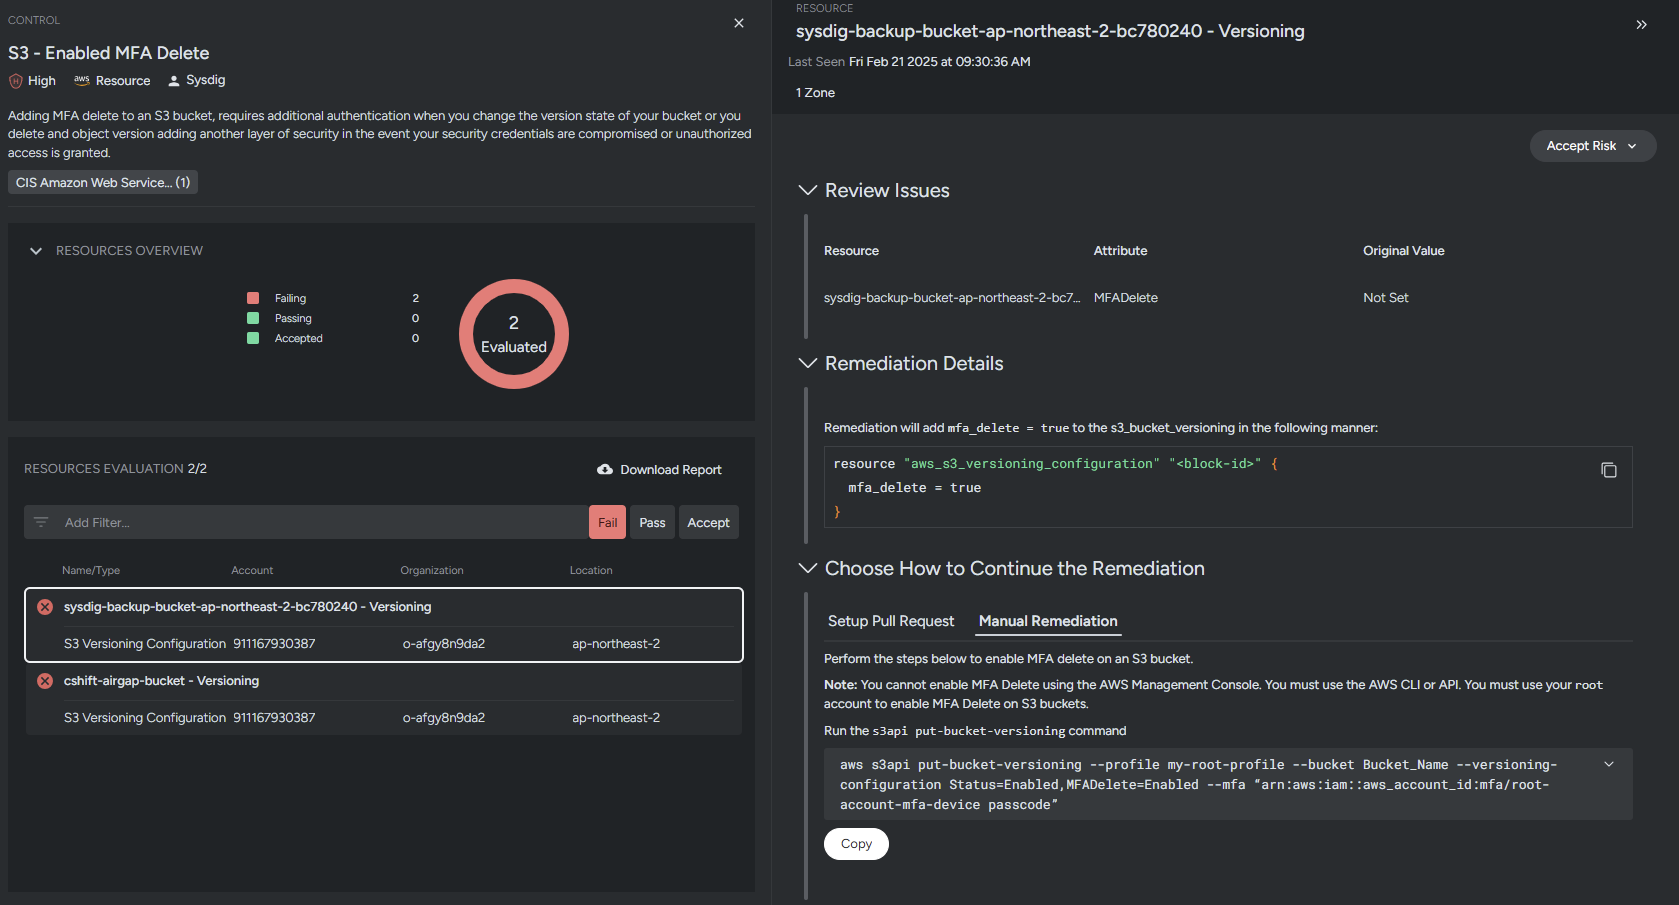 CONTROL
S3 - Enabled MFA Delete
High aws Resource Sysdig
Adding MFA delete to an S3 bucket, requires additional authentication when you change the version state of your bucket or you
delete and object version adding another layer of security in the event your security credentials are compromised or unauthorized
access is granted.
CIS Amazon Web Service... (1)
RESOURCES OVERVIEW
Failing 2
Passing 0
Accepted 0
2
Evaluated
RESOURCES EVALUATION 2/2
Download Report
Add Filter...
Fail
Pass
Accept
Name/Type Account Organization Location
sysdig-backup-bucket-ap-northeast-2-bc780240 - Versioning
S3 Versioning Configuration 911167930387 o-afgy8n9da2 ap-northeast-2
cshift-airgap-bucket - Versioning
S3 Versioning Configuration 911167930387 o-afgy8n9da2 ap-northeast-2
RESOURCE
sysdig-backup-bucket-ap-northeast-2-bc780240 - Versioning
Last Seen Fri Feb 21 2025 at 09:30:36 AM
1 Zone
Accept Risk
Review Issues
Resource Attribute Original Value
sysdig-backup-bucket-ap-northeast-2-bc7... MFADelete Not Set
Remediation Details
Remediation will add mfa_delete = true to the s3_bucket_versioning in the following manner:
resource "aws_s3_versioning_configuration" "<block-id>" {
mfa_delete = true
}
Choose How to Continue the Remediation
Setup Pull Request Manual Remediation
Perform the steps below to enable MFA delete on an S3 bucket.
Note: You cannot enable MFA Delete using the AWS Management Console. You must use the AWS CLI or API. You must use your root
account to enable MFA Delete on S3 buckets.
Run the s3api put-bucket-versioning command
aws s3api put-bucket-versioning --profile my-root-profile --bucket Bucket_Name --versioning-
configuration Status=Enabled,MFADelete=Enabled --mfa “arn:aws:iam::aws_account_id:mfa/root-
account-mfa-device passcode”
Copy